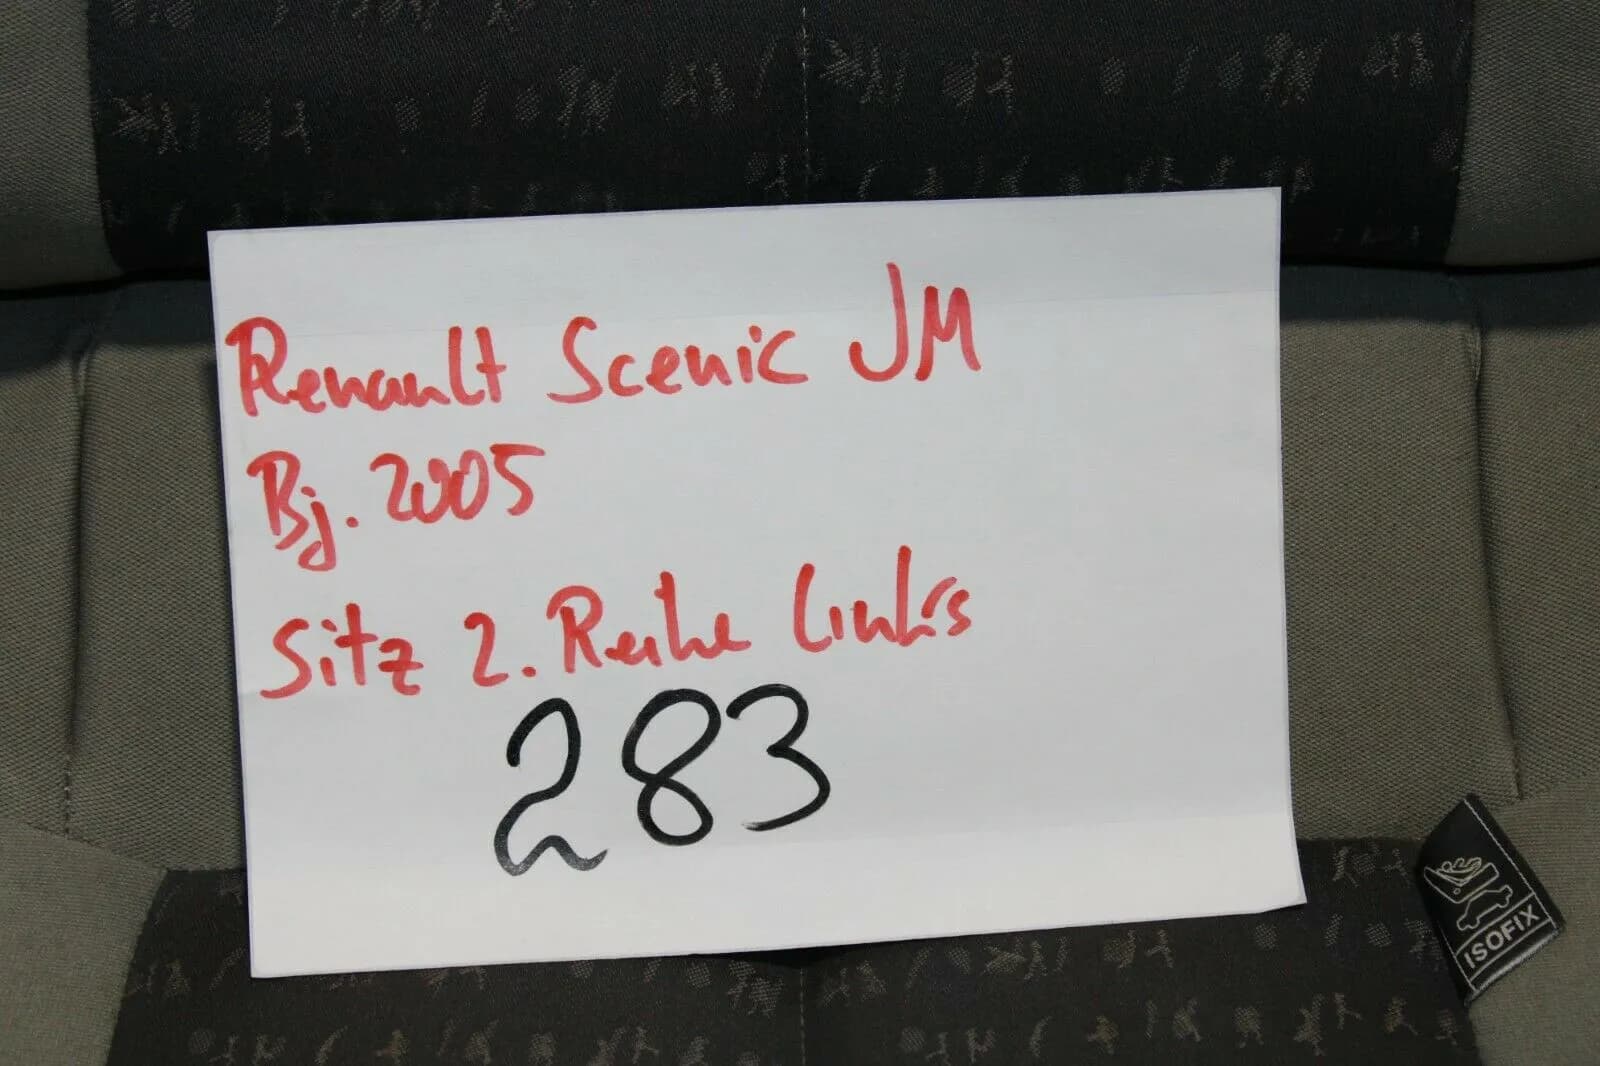 Renault Scenic JM
Bj. 2005
Sitz 2. Reihe links
283
ISOFIX